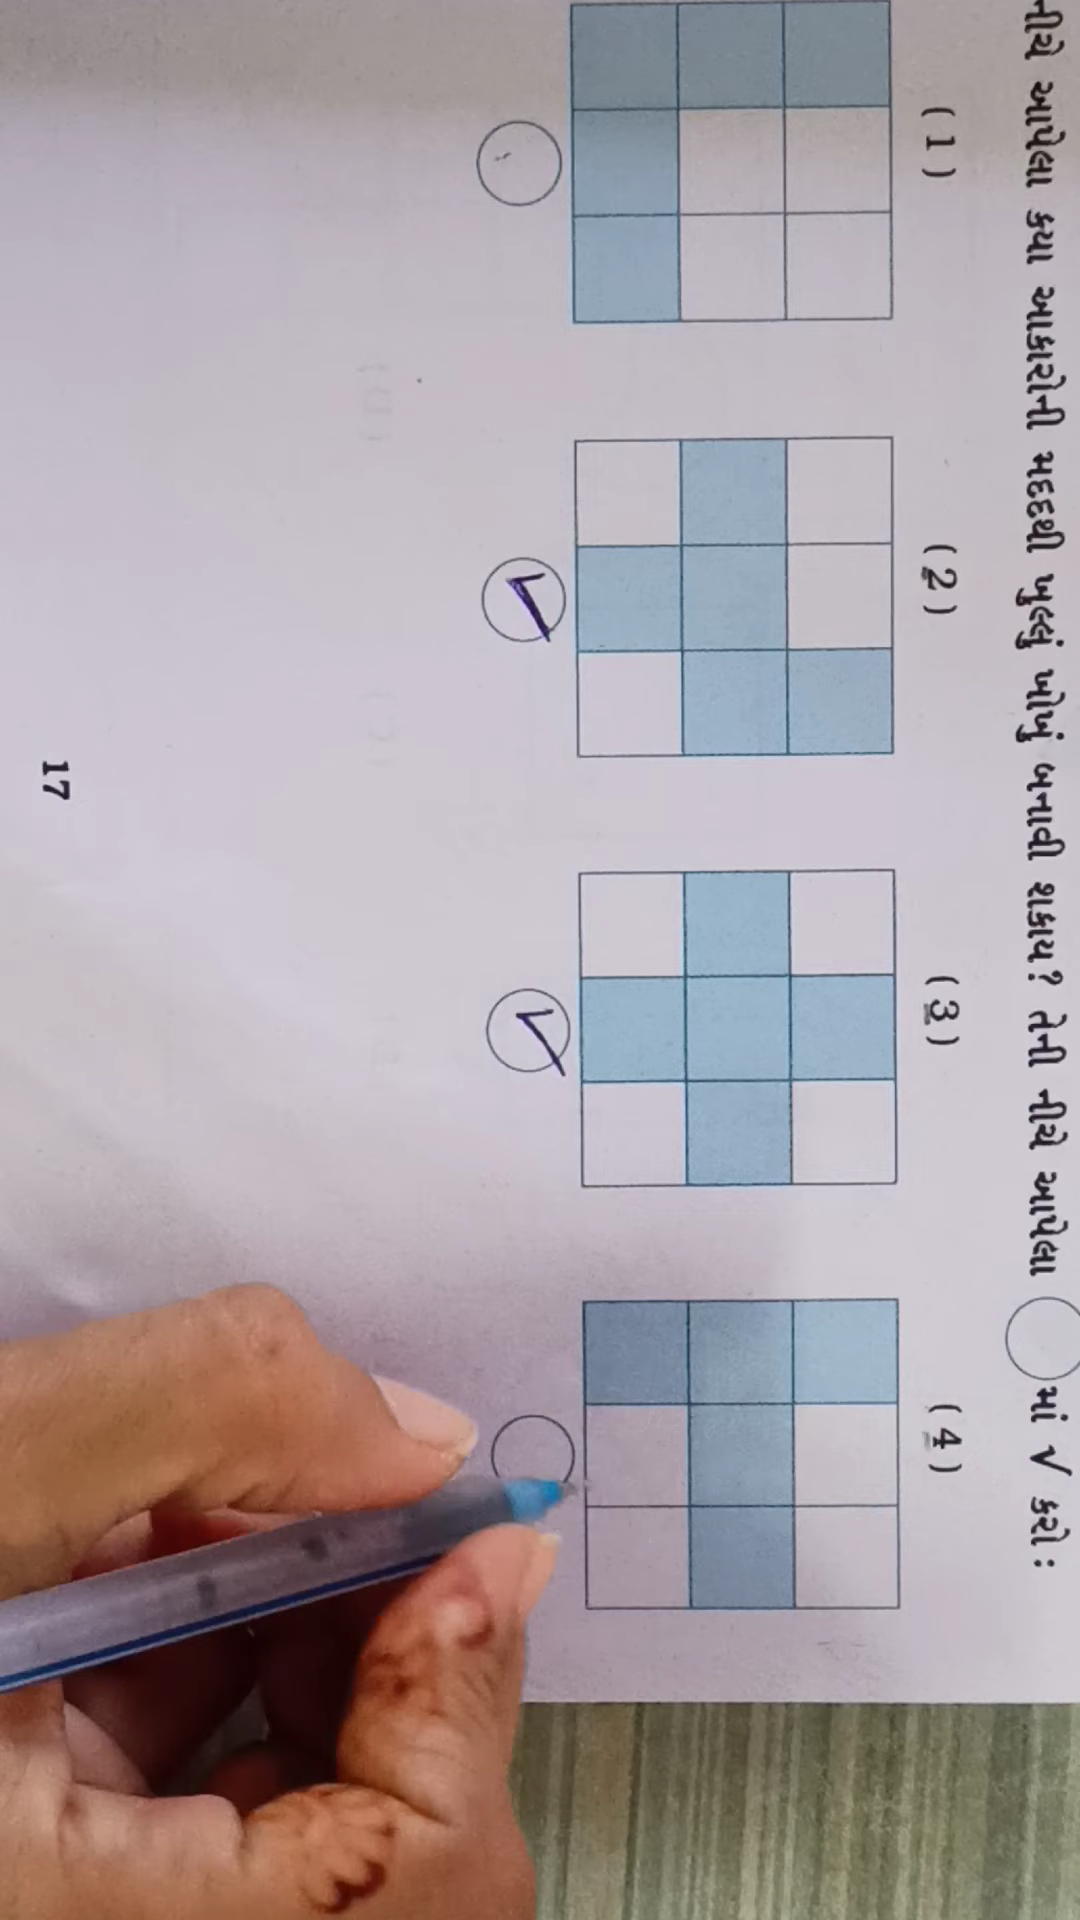 નીચે આપેલા કયા આકારોની મદદથી ખુલ્લું ખોખું બનાવી શકાય? તેની નીચે આપેલા ◯ માં √ કરો :
(1) (2) (3) (4)
17